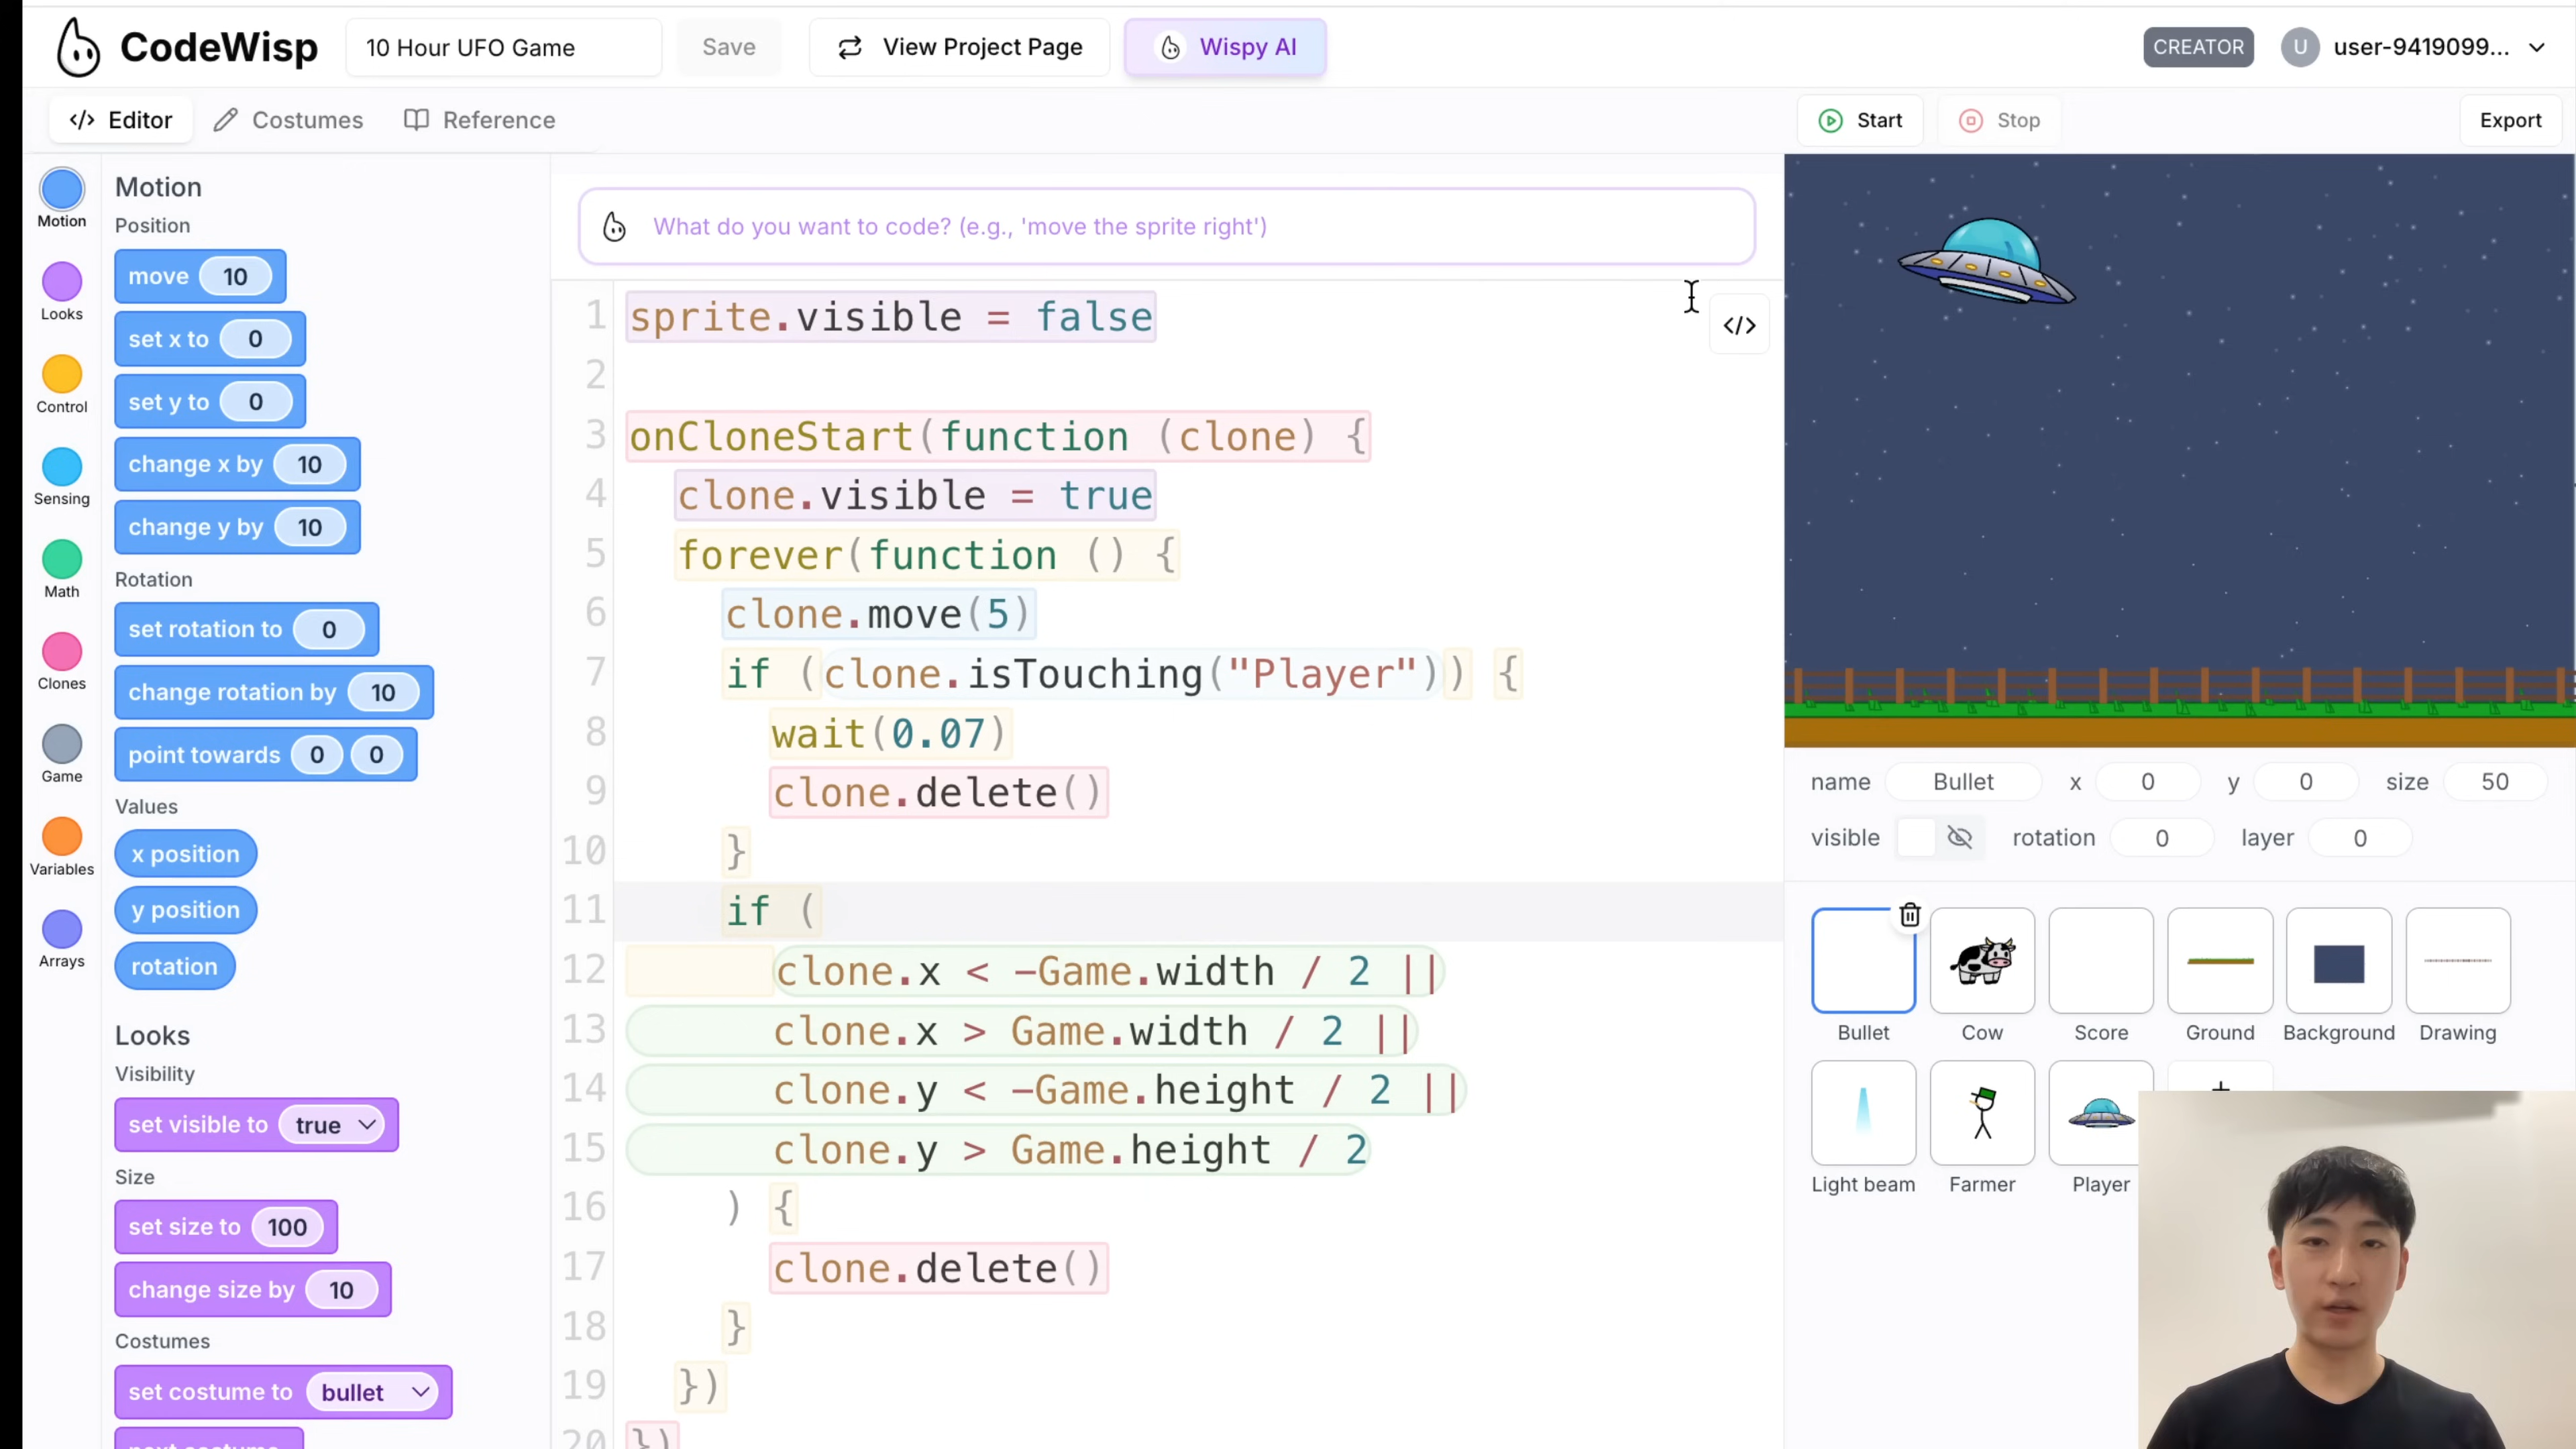 CodeWisp
10 Hour UFO Game
Save
View Project Page
Wispy AI
CREATOR
U
user-9419099...
Editor
Costumes
Reference
Start
Stop
Export
Motion
Looks
Control
Sensing
Math
Clones
Game
Variables
Arrays
Motion
Position
move 10
set x to 0
set y to 0
change x by 10
change y by 10
Rotation
set rotation to 0
change rotation by 10
point towards 0 0
Values
x position
y position
rotation
Looks
Visibility
set visible to true
Size
set size to 100
change size by 10
Costumes
set costume to bullet
What do you want to code? (e.g., 'move the sprite right')
</>
1 sprite.visible = false
2
3 onCloneStart(function (clone) {
4 clone.visible = true
5 forever(function () {
6 clone.move(5)
7 if (clone.isTouching("Player")) {
8 wait(0.07)
9 clone.delete()
10 }
11 if (
12 clone.x < -Game.width / 2 ||
13 clone.x > Game.width / 2 ||
14 clone.y < -Game.height / 2 ||
15 clone.y > Game.height / 2
16 ) {
17 clone.delete()
18 }
19 })
20 })
name Bullet x 0 y 0 size 50
visible rotation 0 layer 0
Bullet
Cow
Score
Ground
Background
Drawing
Light beam
Farmer
Player